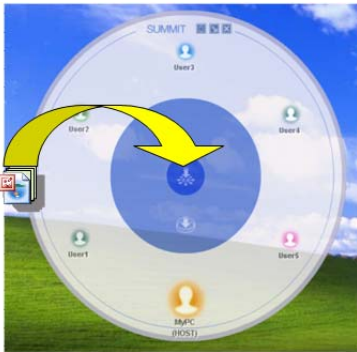 SUMMIT
User3
User2
User4
User1
User5
MyPC
(HOST)